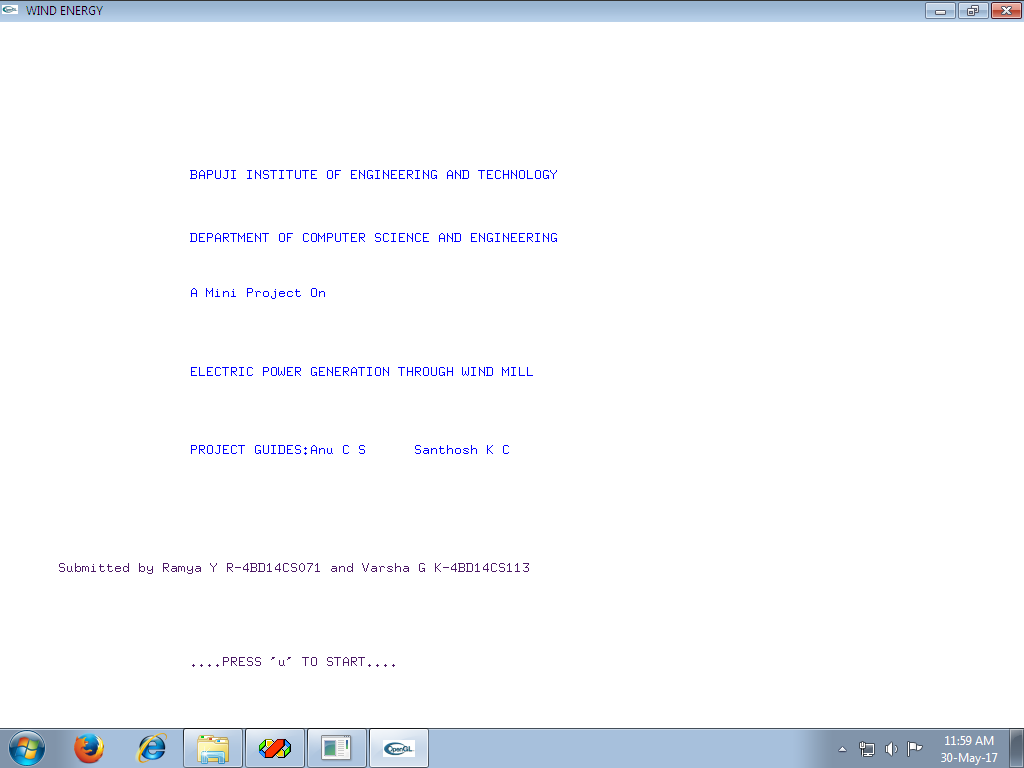 WIND ENERGY
BAPUJI INSTITUTE OF ENGINEERING AND TECHNOLOGY
DEPARTMENT OF COMPUTER SCIENCE AND ENGINEERING
A Mini Project On
ELECTRIC POWER GENERATION THROUGH WIND MILL
PROJECT GUIDES:Anu C S Santhosh K C
Submitted by Ramya Y R-4BD14CS071 and Varsha G K-4BD14CS113
....PRESS 'u' TO START....
OpenGL
11:59 AM
30-May-17